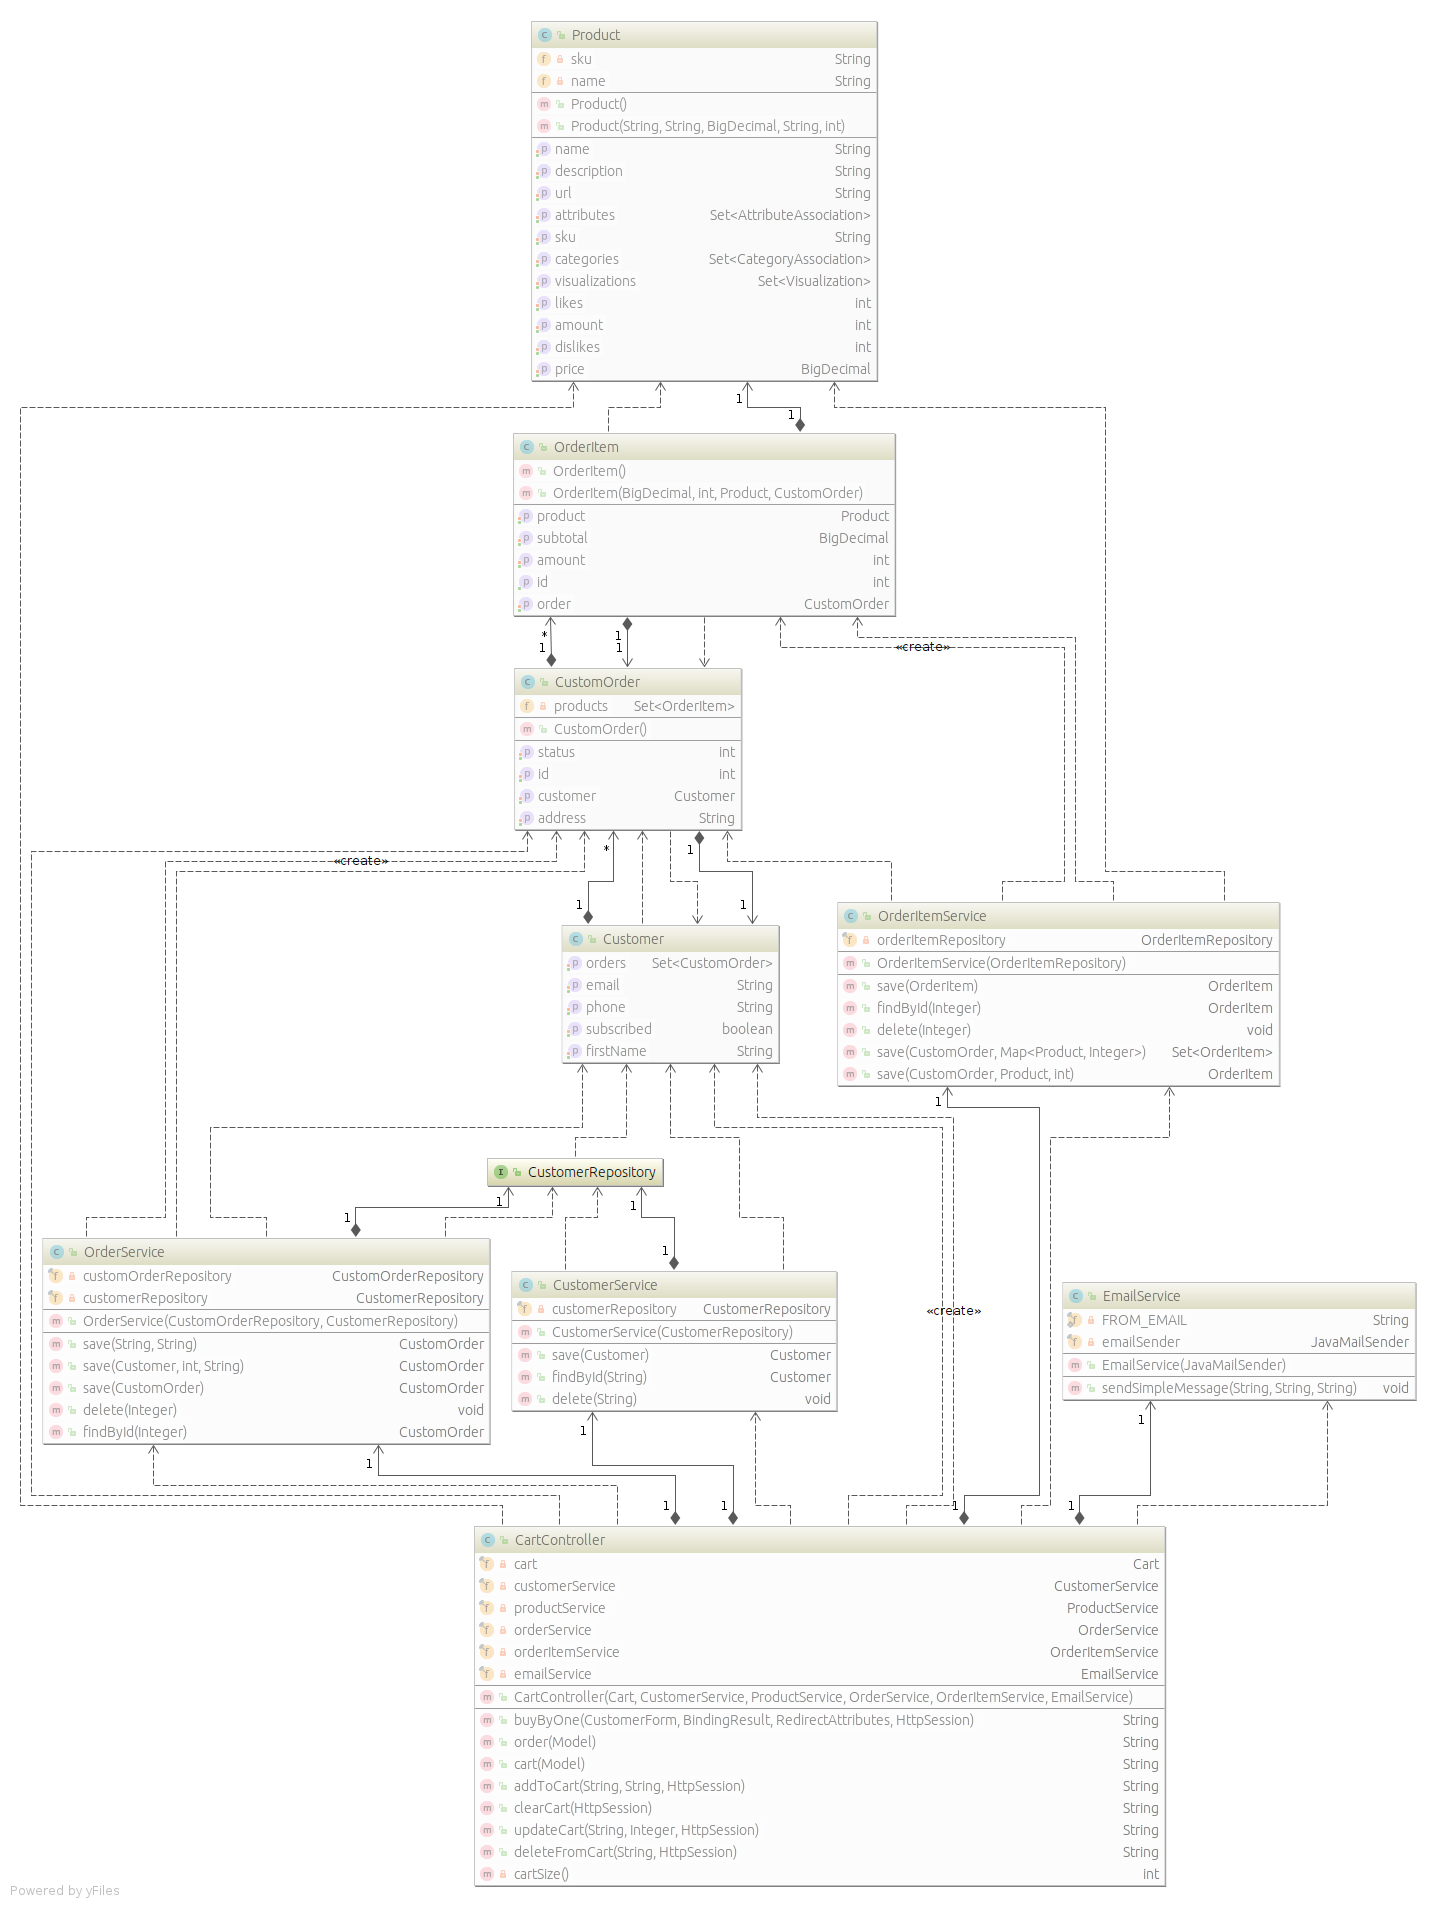 Product
sku String
name String
Product()
Product(String, String, BigDecimal, String, int)
name String
description String
url String
attributes Set<AttributeAssociation>
sku String
categories Set<CategoryAssociation>
visualizations Set<Visualization>
likes int
amount int
dislikes int
price BigDecimal
1
1
OrderItem
OrderItem()
OrderItem(BigDecimal, int, Product, CustomOrder)
product Product
subtotal BigDecimal
amount int
id int
order CustomOrder
* 1
1 1
«create»
CustomOrder
products Set<OrderItem>
CustomOrder()
status int
id int
customer Customer
address String
* 1
«create»
1 1
Customer
orders Set<CustomOrder>
email String
phone String
subscribed boolean
firstName String
OrderItemService
orderItemRepository OrderItemRepository
OrderItemService(OrderItemRepository)
save(OrderItem) OrderItem
findById(Integer) OrderItem
delete(Integer) void
save(CustomOrder, Map<Product, Integer>) Set<OrderItem>
save(CustomOrder, Product, int) OrderItem
1
CustomerRepository
1 1
1 1
OrderService
customOrderRepository CustomOrderRepository
customerRepository CustomerRepository
OrderService(CustomOrderRepository, CustomerRepository)
save(String, String) CustomOrder
save(Customer, int, String) CustomOrder
save(CustomOrder) CustomOrder
delete(Integer) void
findById(Integer) CustomOrder
CustomerService
customerRepository CustomerRepository
CustomerService(CustomerRepository)
save(Customer) Customer
findById(String) Customer
delete(String) void
«create»
EmailService
FROM_EMAIL String
emailSender JavaMailSender
EmailService(JavaMailSender)
sendSimpleMessage(String, String, String) void
1 1 1
1 1 1 1
CartController
cart Cart
customerService CustomerService
productService ProductService
orderService OrderService
orderItemService OrderItemService
emailService EmailService
CartController(Cart, CustomerService, ProductService, OrderService, OrderItemService, EmailService)
buyByOne(CustomerForm, BindingResult, RedirectAttributes, HttpSession) String
order(Model) String
cart(Model) String
addToCart(String, String, HttpSession) String
clearCart(HttpSession) String
updateCart(String, Integer, HttpSession) String
deleteFromCart(String, HttpSession) String
cartSize() int
Powered by yFiles